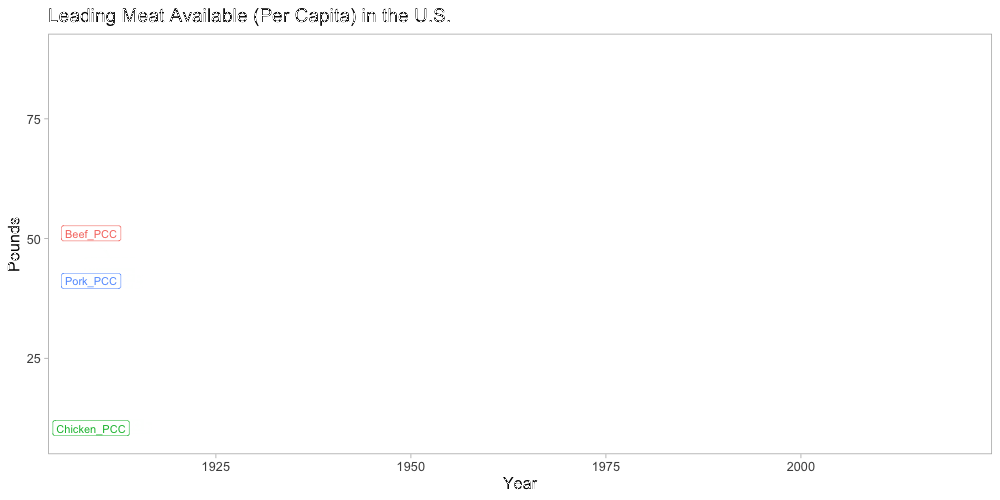 Leading Meat Available (Per Capita) in the U.S.
75
50
25
Pounds
Beef_PCC
Pork_PCC
Chicken_PCC
1925
1950
1975
2000
Year